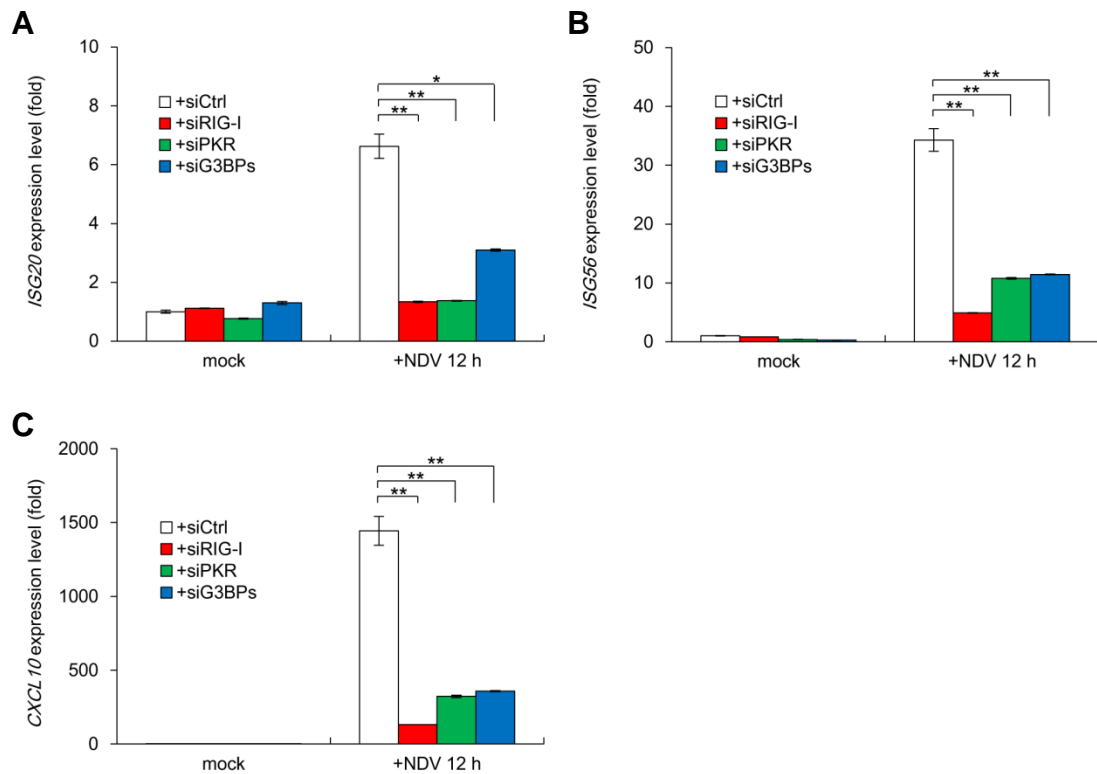 A
ISG20 expression level (fold)
10
8
6
4
2
0
+siCtrl
+siRIG-I
+siPKR
+siG3BPs
*
**
**
mock
+NDV 12 h
B
ISG56 expression level (fold)
50
40
30
20
10
0
+siCtrl
+siRIG-I
+siPKR
+siG3BPs
**
**
**
mock
+NDV 12 h
C
CXCL10 expression level (fold)
2000
1500
1000
500
0
+siCtrl
+siRIG-I
+siPKR
+siG3BPs
**
**
**
mock
+NDV 12 h